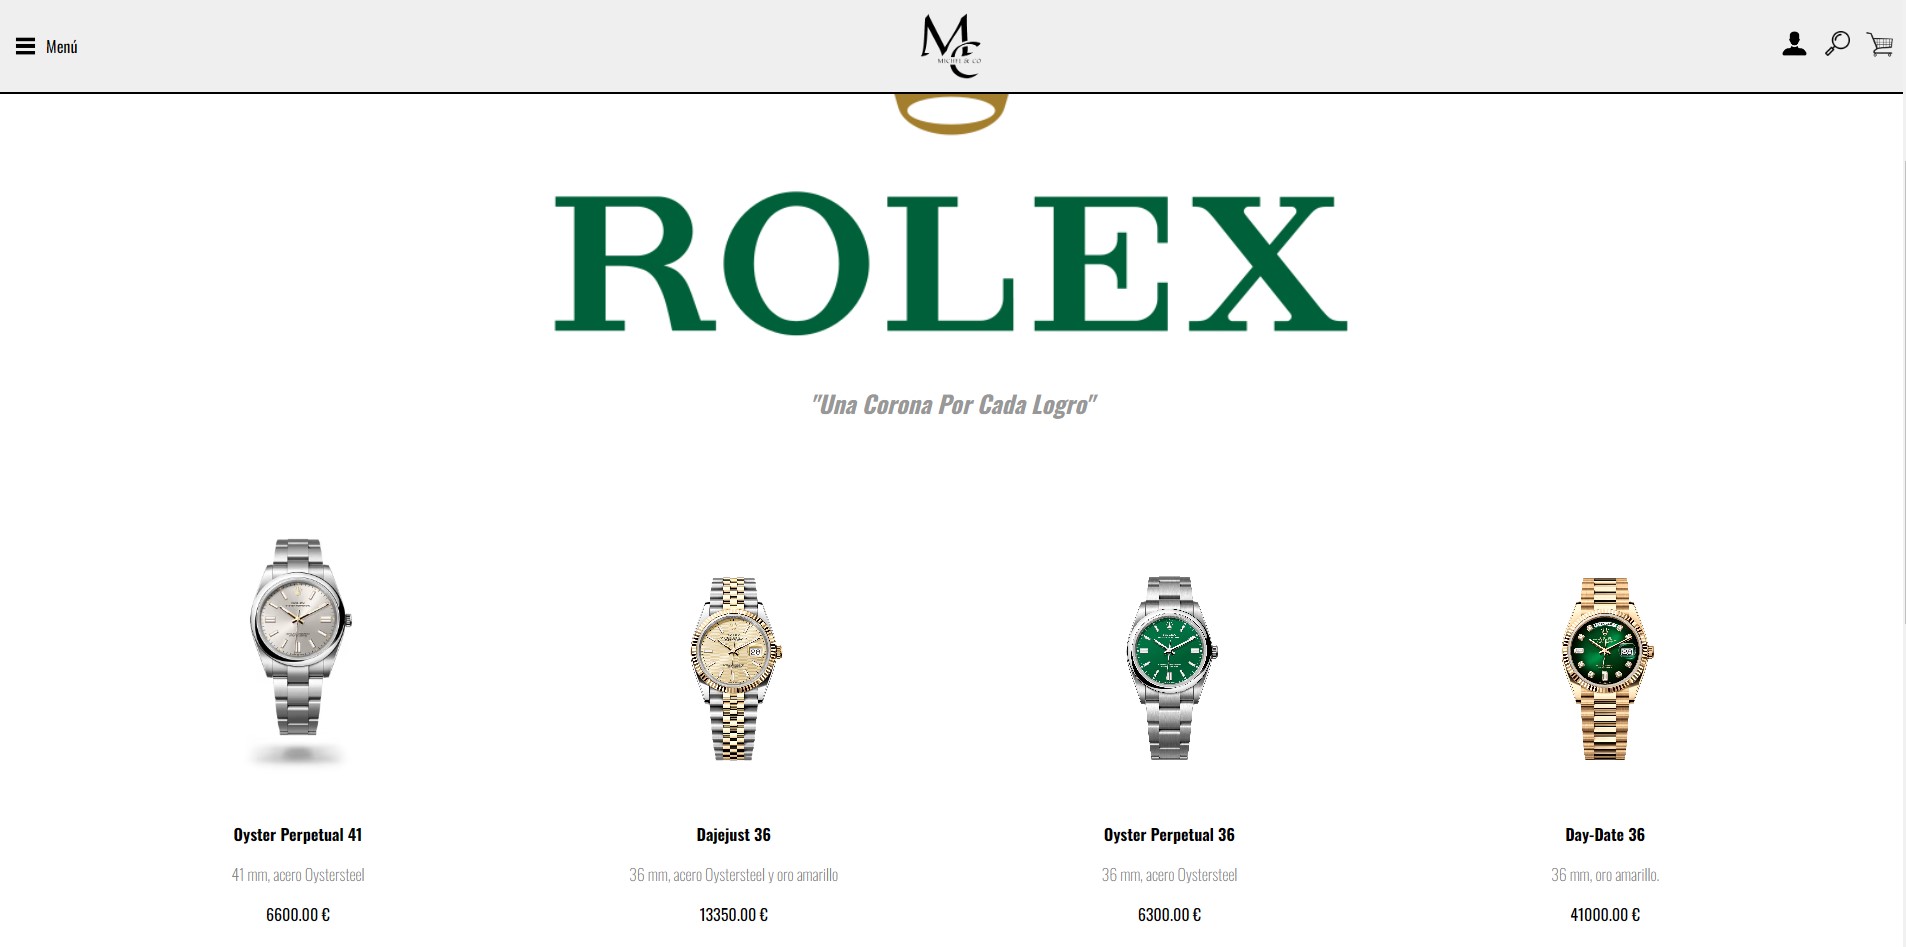 Menú
MICHEL & CO
ROLEX
"Una Corona Por Cada Logro"
Oyster Perpetual 41
41 mm, acero Oystersteel
6600.00 €
Dajejust 36
36 mm, acero Oystersteel y oro amarillo
13350.00 €
Oyster Perpetual 36
36 mm, acero Oystersteel
6300.00 €
Day-Date 36
36 mm, oro amarillo.
41000.00 €